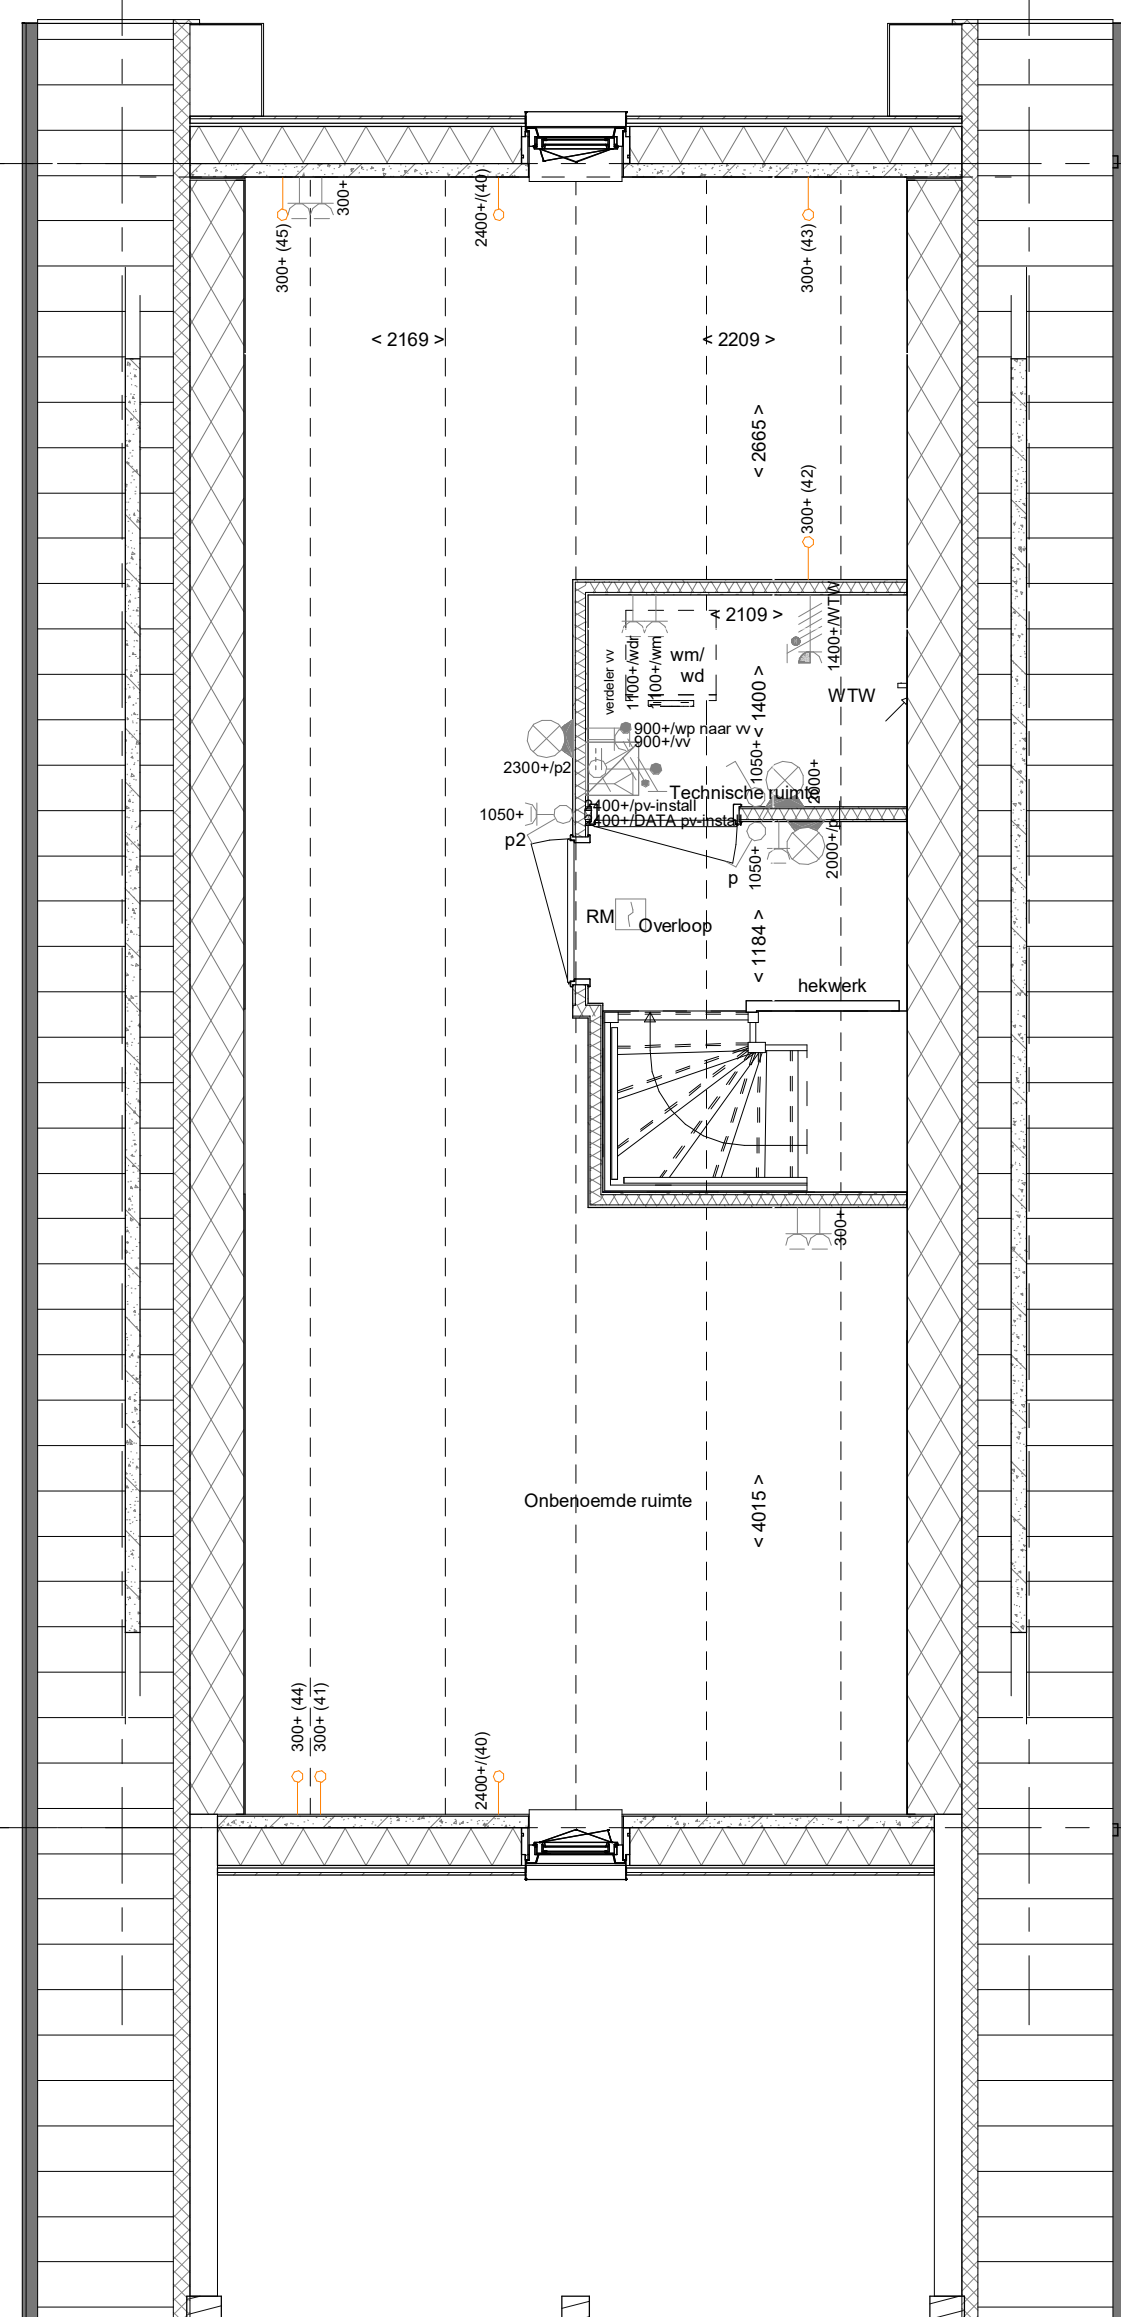 300+ (45)
300+
2400+/(40)
300+ (43)
< 2169 >
< 2209 >
< 2665 >
300+ (42)
< 2109 >
1400+/WTW
verdeler vv
1100+/wdr
1100+/wm
wm/
wd
< 1400 >
WTW
900+/wp naar vv
900+/vv
2300+/p2
1050+
2000+
Technische ruimte
2400+/pv-install
2400+/DATA pv-install
1050+
p2
p
1050+
2000+/p
RM
Overloop
< 1184 >
hekwerk
300+
Onbenoemde ruimte
< 4015 >
300+ (44)
300+ (41)
2400+/(40)